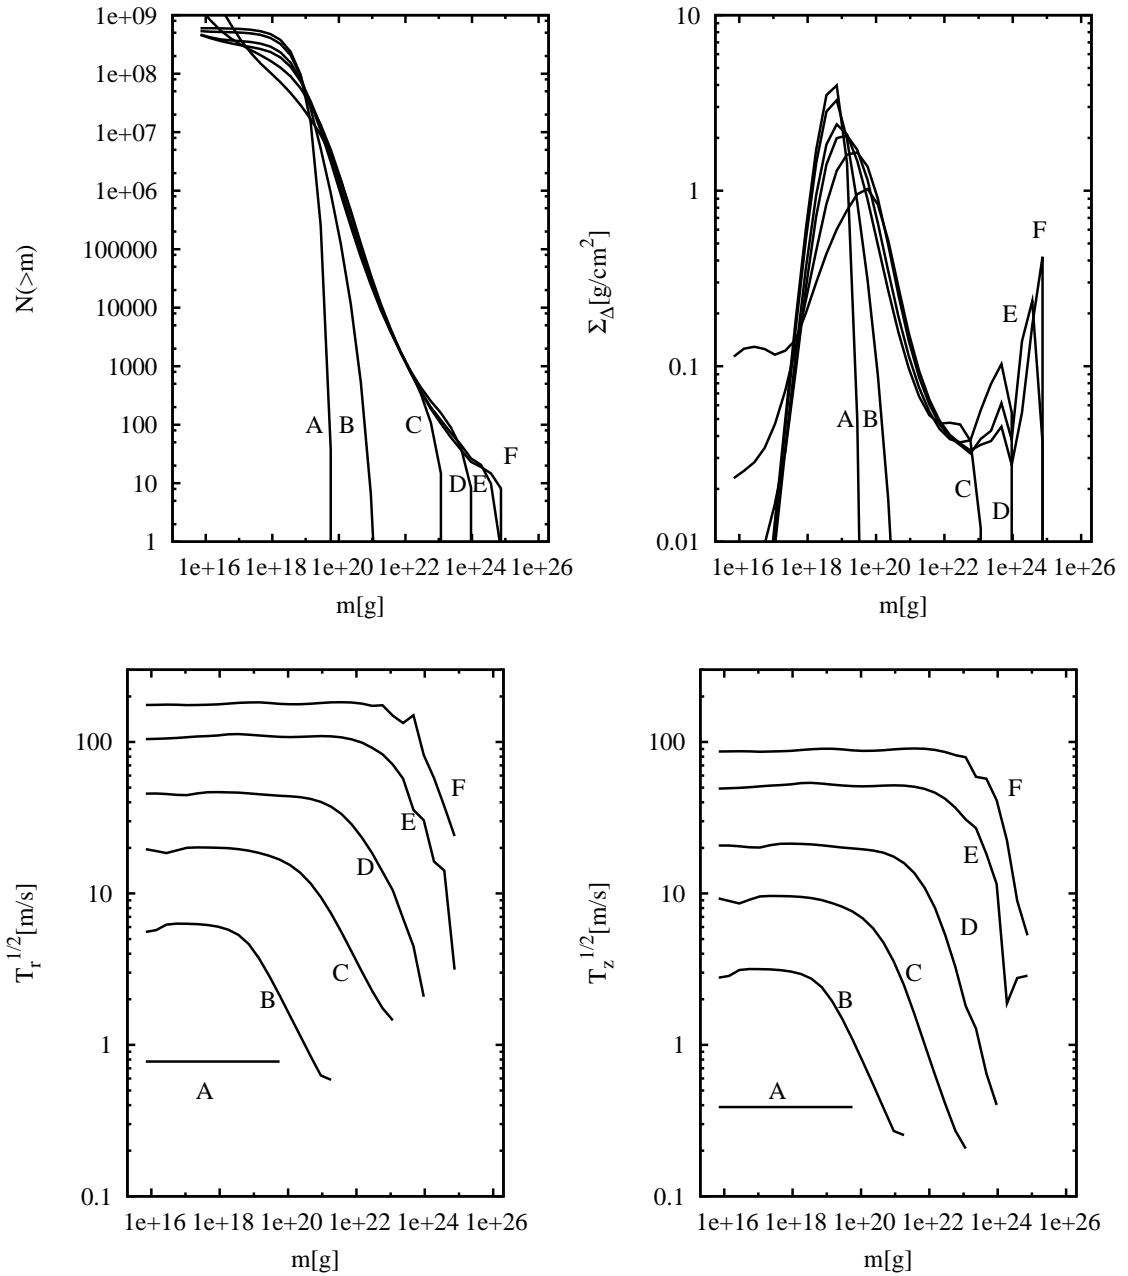 1e+09
1e+08
1e+07
1e+06
100000
10000
1000
100
10
1
N(>m)
A
B
C
D
E
F
1e+16 1e+18 1e+20 1e+22 1e+24 1e+26
m[g]
10
1
0.1
0.01
Σ_Δ[g/cm^2]
A
B
C
D
E
F
1e+16 1e+18 1e+20 1e+22 1e+24 1e+26
m[g]
100
10
1
0.1
T_r^1/2[m/s]
F
E
D
C
B
A
1e+16 1e+18 1e+20 1e+22 1e+24 1e+26
m[g]
100
10
1
0.1
T_z^1/2[m/s]
F
E
D
C
B
A
1e+16 1e+18 1e+20 1e+22 1e+24 1e+26
m[g]